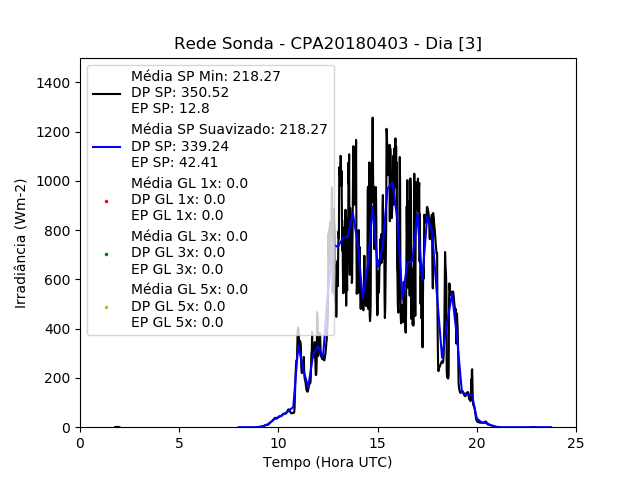 Rede Sonda - CPA20180403 - Dia [3]
Média SP Min: 218.27
DP SP: 350.52
EP SP: 12.8
Média SP Suavizado: 218.27
DP SP: 339.24
EP SP: 42.41
Média GL 1x: 0.0
DP GL 1x: 0.0
EP GL 1x: 0.0
Média GL 3x: 0.0
DP GL 3x: 0.0
EP GL 3x: 0.0
Média GL 5x: 0.0
DP GL 5x: 0.0
EP GL 5x: 0.0
Irradiância (Wm-2)
1400
1200
1000
800
600
400
200
0
0 5 10 15 20 25
Tempo (Hora UTC)